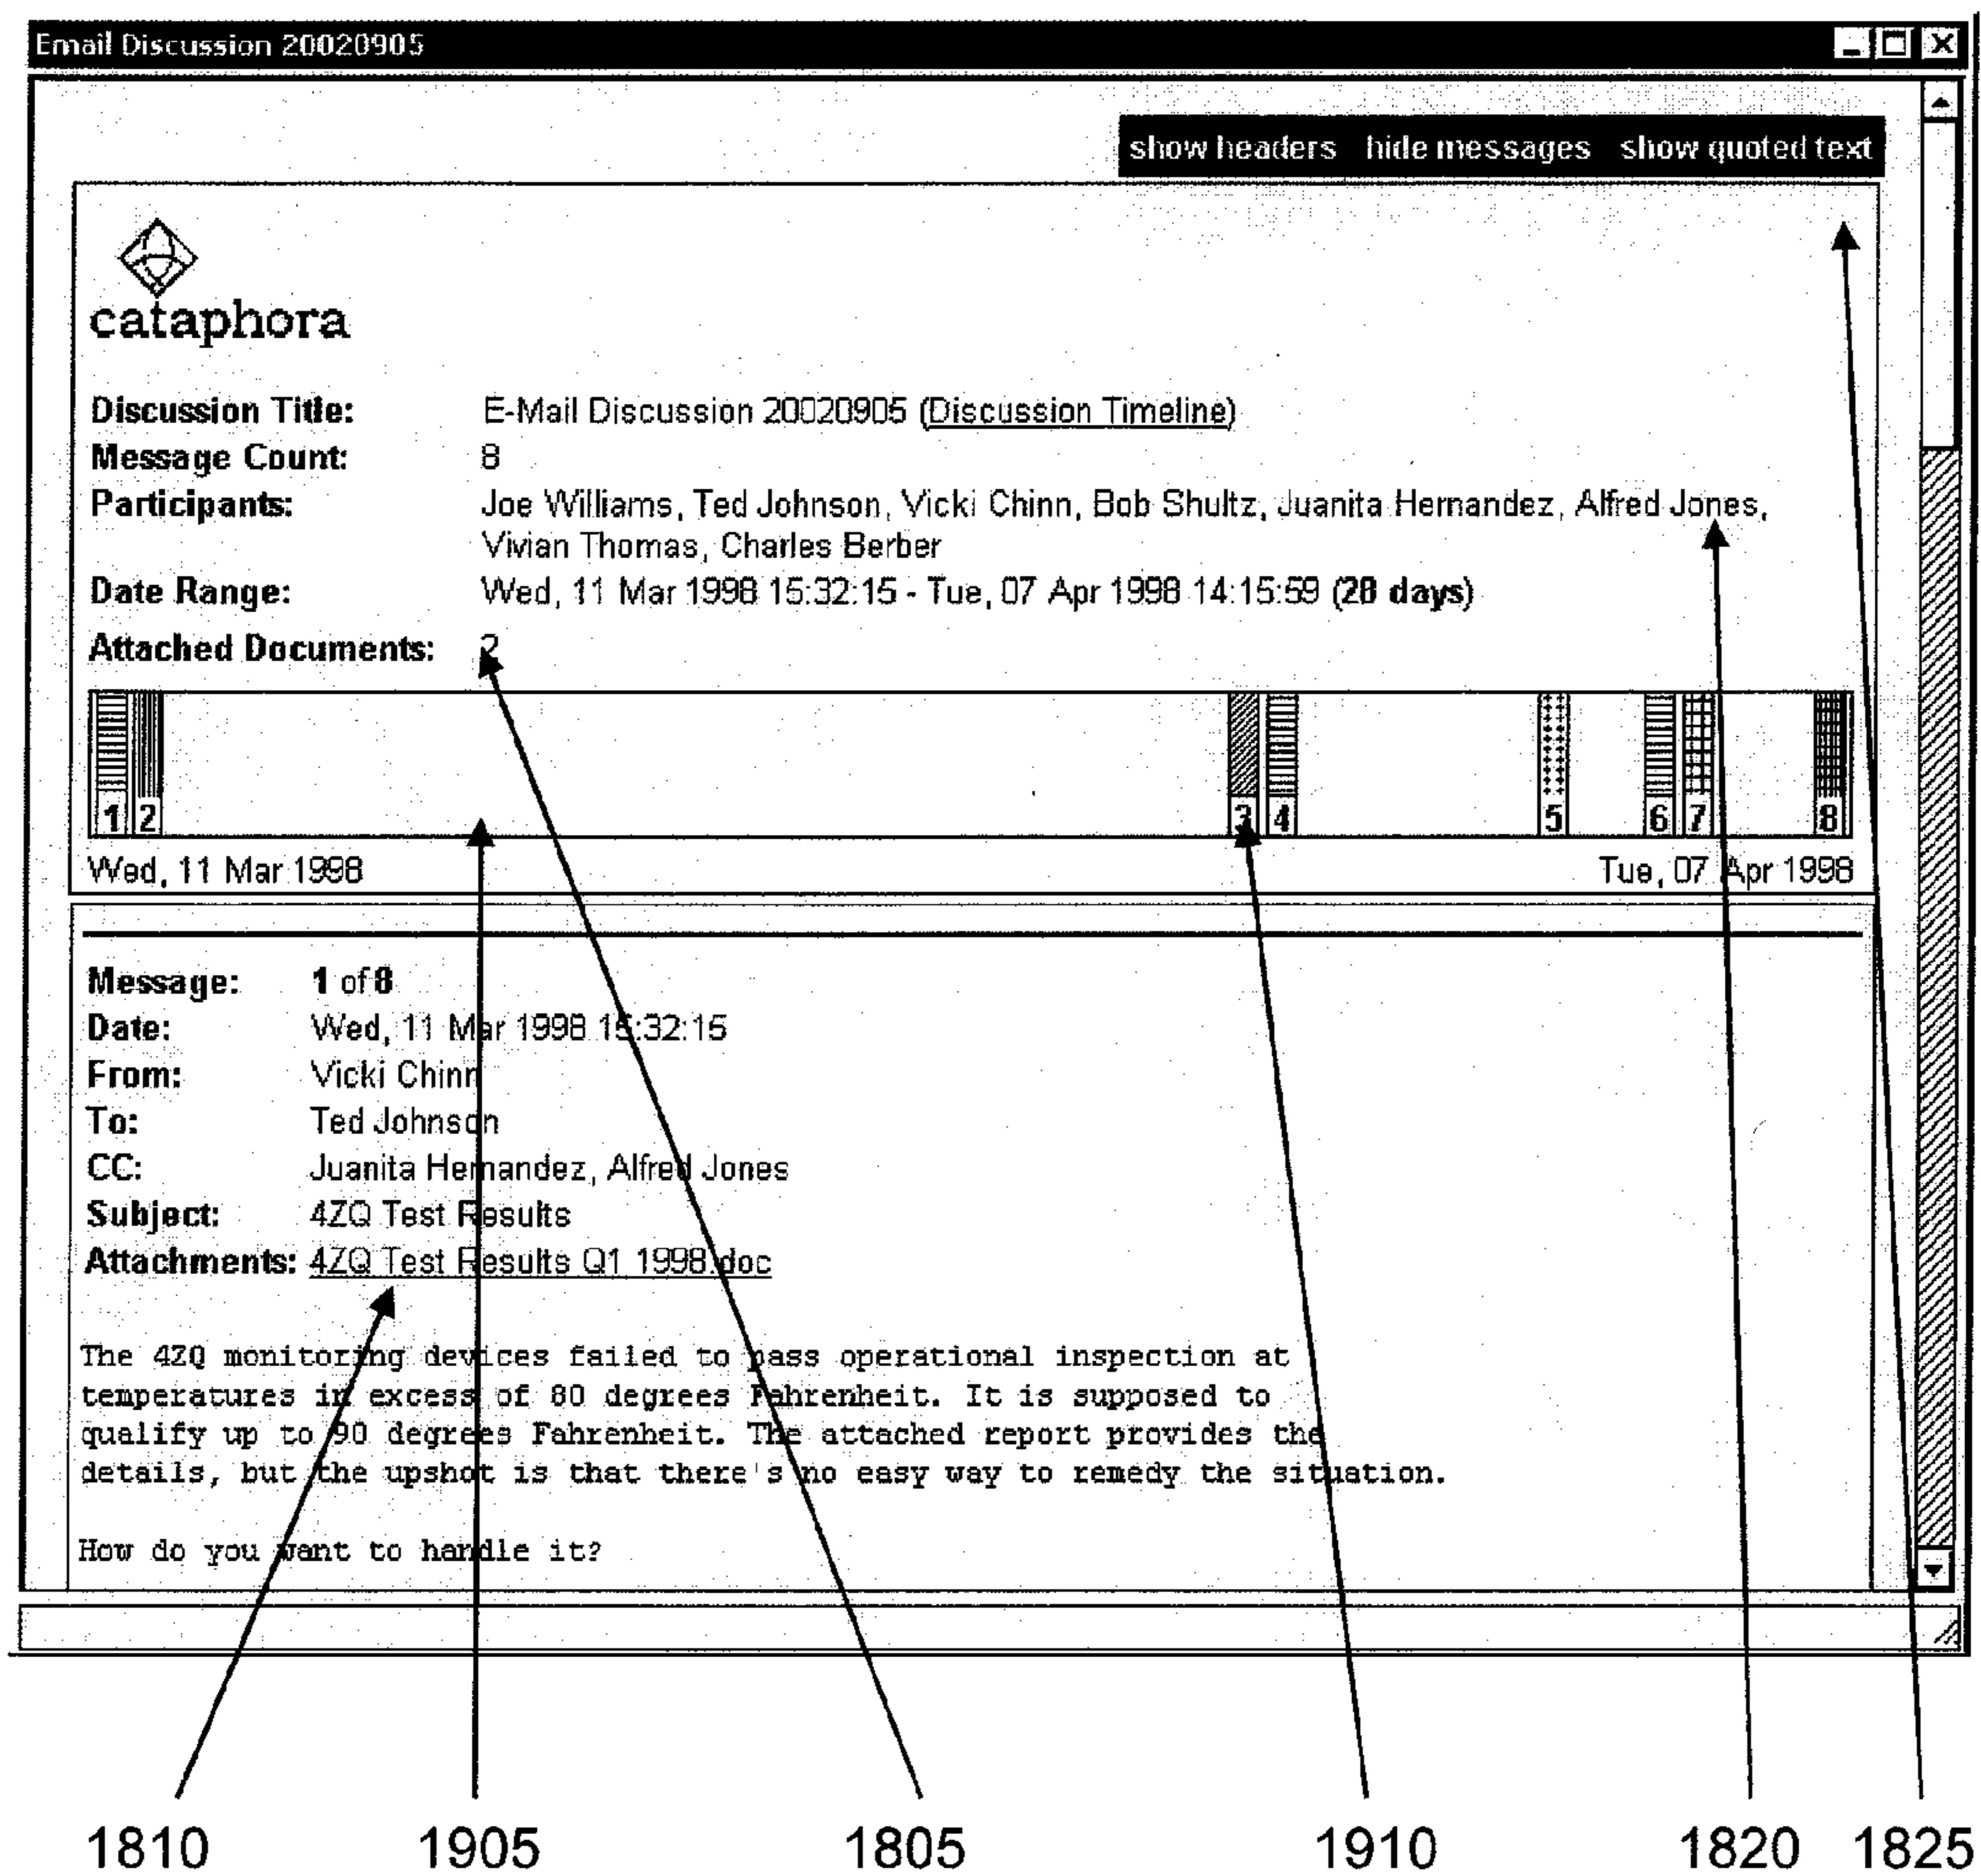 Email Discussion 20020905
show headers hide messages show quoted text
cataphora
Discussion Title: E-Mail Discussion 20020905 (Discussion Timeline)
Message Count: 8
Participants: Joe Williams, Ted Johnson, Vicki Chinn, Bob Shultz, Juanita Hernandez, Alfred Jones,
Vivian Thomas, Charles Berber
Date Range: Wed, 11 Mar 1998 15:32:15 - Tue, 07 Apr 1998 14:15:59 (28 days)
Attached Documents: 2
1 2 3 4 5 6 7 8
Wed, 11 Mar 1998 Tue, 07 Apr 1998
Message: 1 of 8
Date: Wed, 11 Mar 1998 15:32:15
From: Vicki Chinn
To: Ted Johnson
CC: Juanita Hernandez, Alfred Jones
Subject: 4ZQ Test Results
Attachments: 4ZQ Test Results Q1 1998.doc
The 4ZQ monitoring devices failed to pass operational inspection at
temperatures in excess of 80 degrees Fahrenheit. It is supposed to
qualify up to 90 degrees Fahrenheit. The attached report provides the
details, but the upshot is that there's no easy way to remedy the situation.
How do you want to handle it?
1810 1905 1805 1910 1820 1825